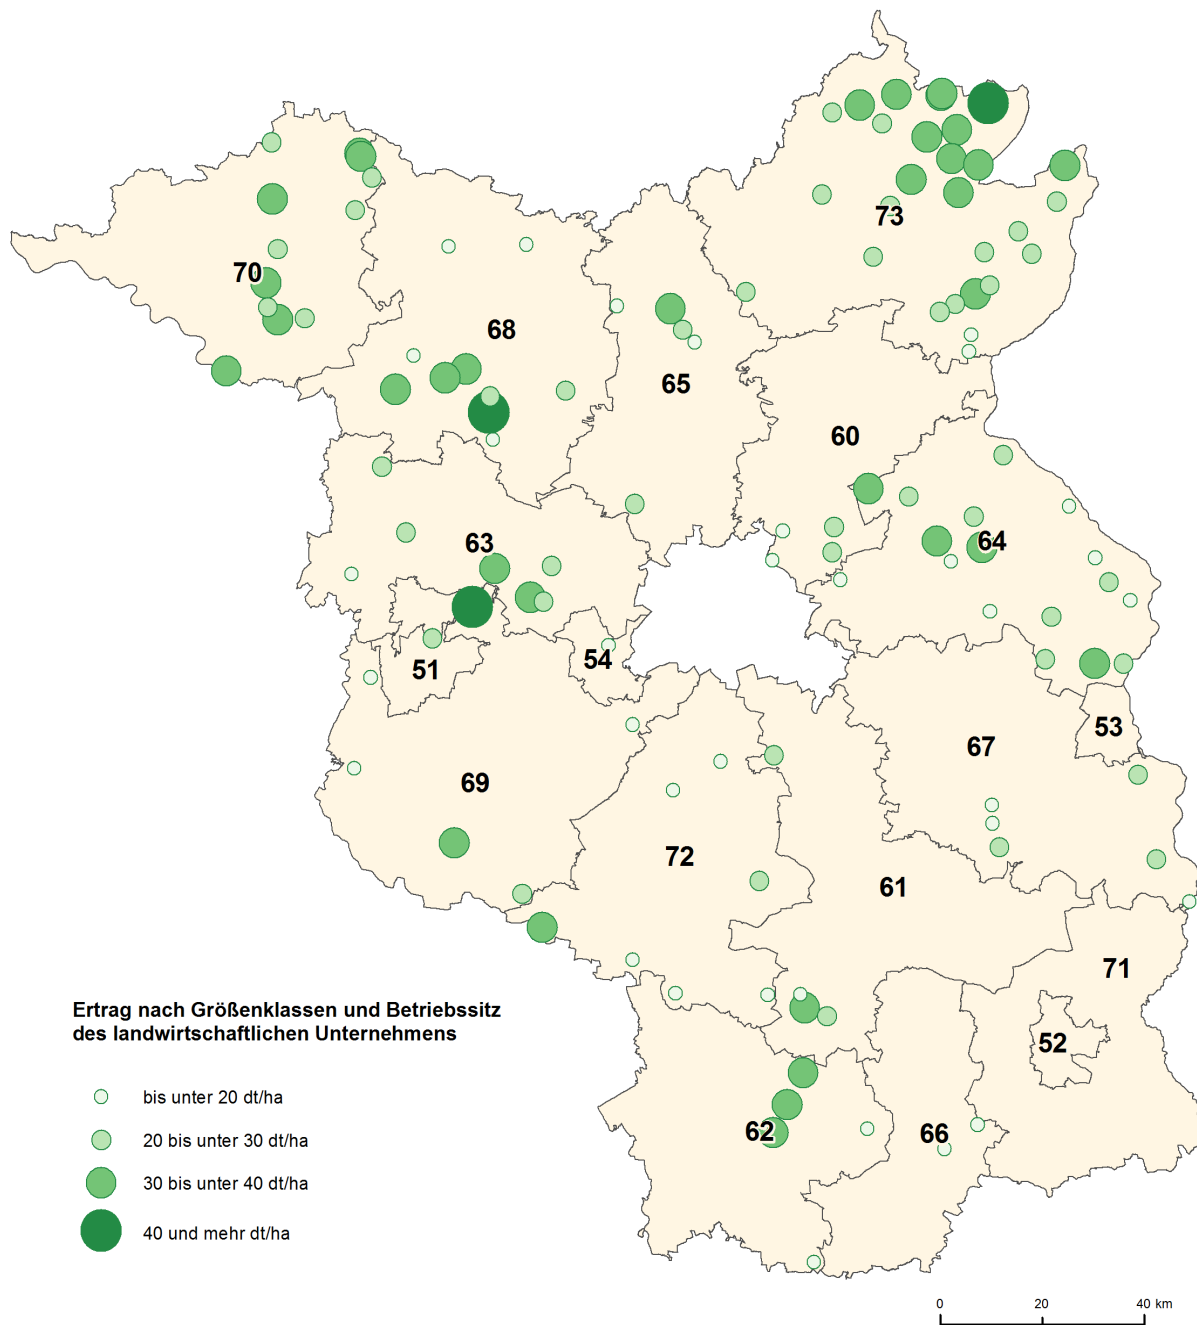 73
70
68
65
60
63
64
51
54
53
67
69
72
61
71
52
62
66
Ertrag nach Größenklassen und Betriebssitz
des landwirtschaftlichen Unternehmens
bis unter 20 dt/ha
20 bis unter 30 dt/ha
30 bis unter 40 dt/ha
40 und mehr dt/ha
0 20 40 km